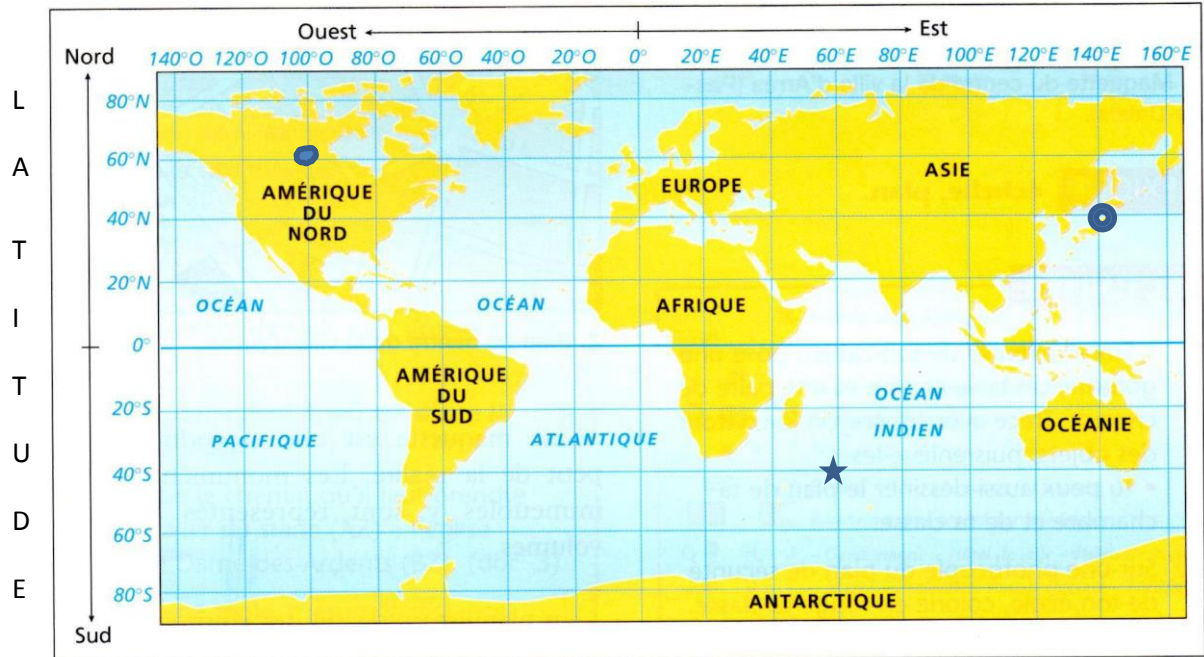 Ouest Est
Nord
140°O 120°O 100°O 80°O 60°O 40°O 20°O 0° 20°E 40°E 60°E 80°E 100°E 120°E 140°E 160°E
80°N
60°N
40°N
20°N
0°
20°S
40°S
60°S
80°S
Sud
L
A
T
I
T
U
D
E
AMÉRIQUE
DU
NORD
EUROPE
ASIE
OCÉAN
OCÉAN
AFRIQUE
AMÉRIQUE
DU
SUD
PACIFIQUE
ATLANTIQUE
OCÉAN
INDIEN
OCÉANIE
ANTARCTIQUE